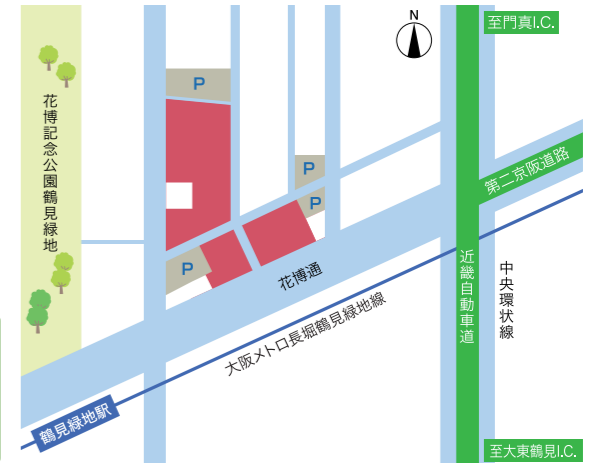 至門真I.C.
N
P
花博記念公園鶴見緑地
P
P
P
第二京阪道路
花博通
近畿自動車道
中央環状線
大阪メトロ長堀鶴見緑地線
鶴見緑地駅
至大東鶴見I.C.